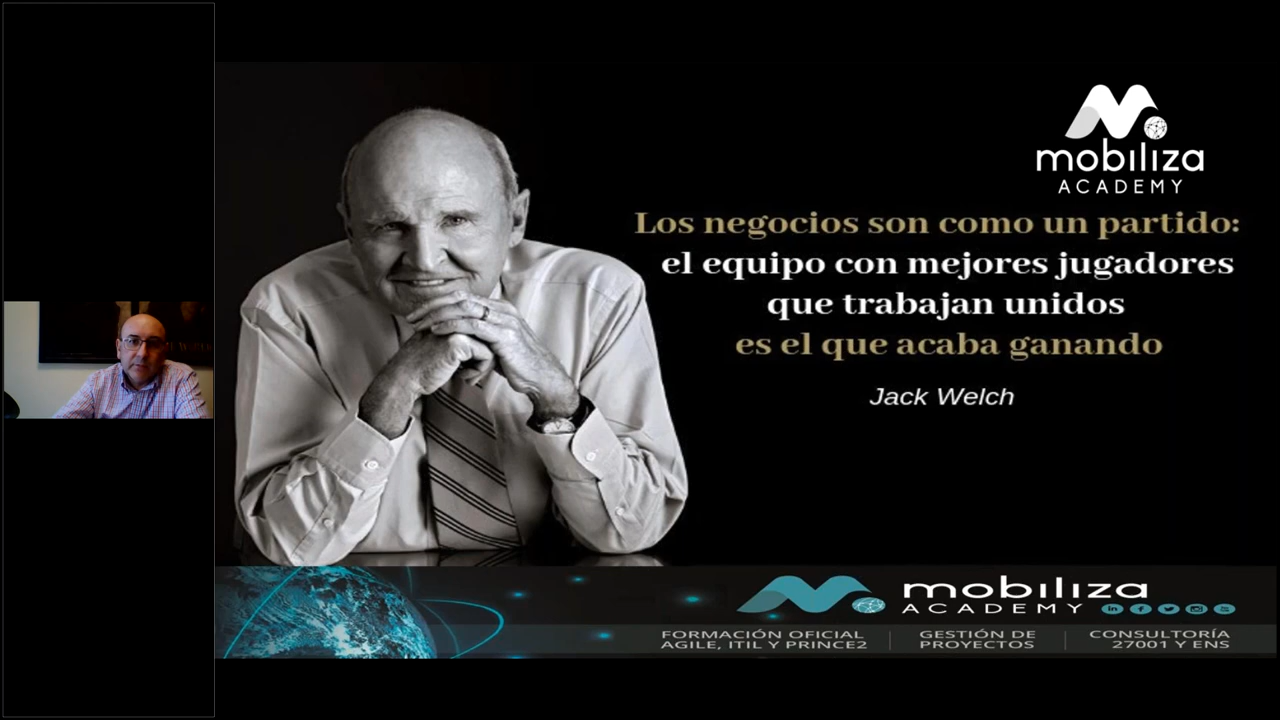 mobiliza
ACADEMY
Los negocios son como un partido:
el equipo con mejores jugadores
que trabajan unidos
es el que acaba ganando
Jack Welch
mobiliza
ACADEMY
FORMACIÓN OFICIAL
AGILE, ITIL Y PRINCE2
GESTIÓN DE
PROYECTOS
CONSULTORÍA
27001 Y ENS